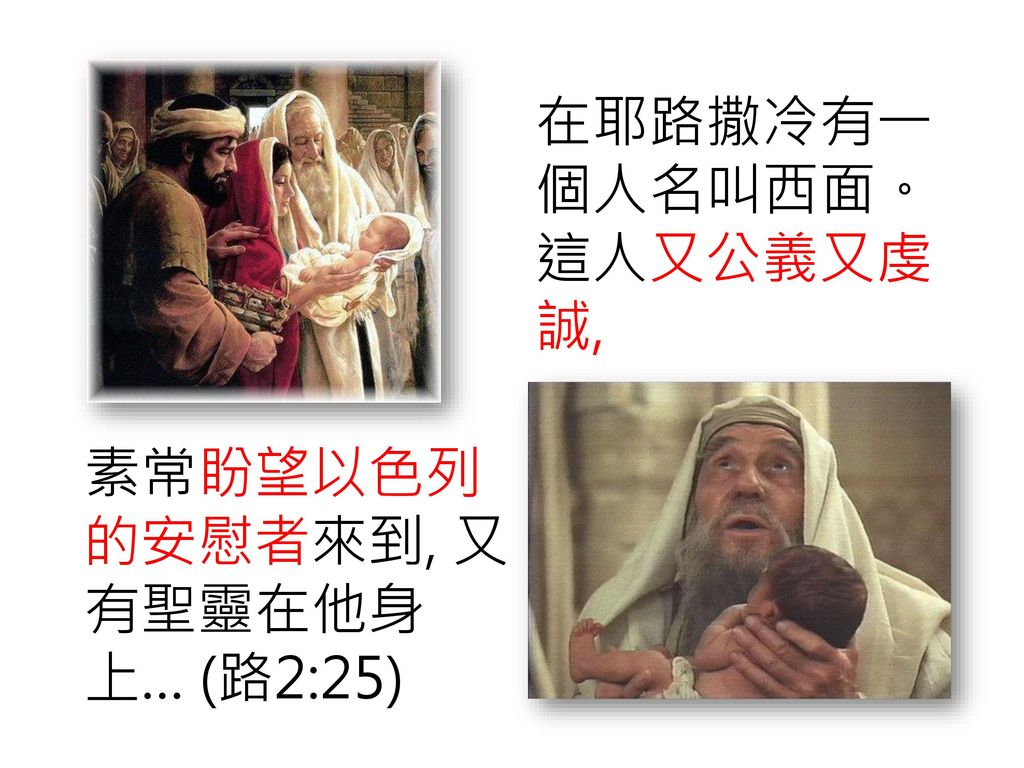 在耶路撒冷有一
個人名叫西面。
這人又公義又虔
誠,
素常盼望以色列
的安慰者來到, 又
有聖靈在他身
上… (路2:25)